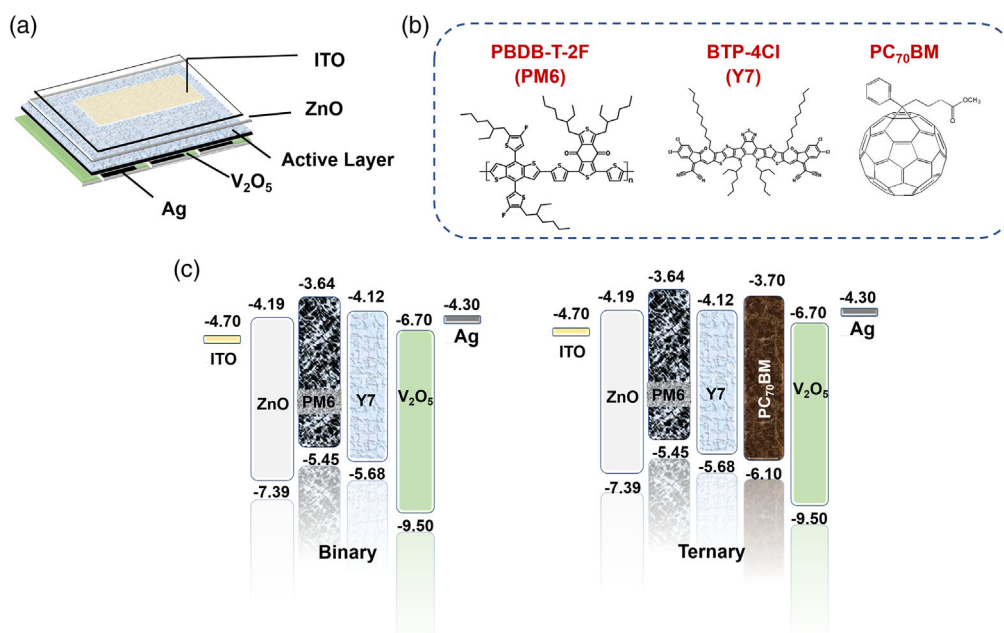 (a)
ITO
ZnO
Active Layer
V₂O₅
Ag
(b)
PBDB-T-2F
(PM6)
BTP-4Cl
(Y7)
PC₇₀BM
(c)
-4.70
ITO
-4.19
ZnO
-7.39
-3.64
PM6
-5.45
-4.12
Y7
-5.68
-6.70
V₂O₅
-9.50
-4.30
Ag
Binary
-4.70
ITO
-4.19
ZnO
-7.39
-3.64
PM6
-5.45
-4.12
Y7
-5.68
-3.70
PC₇₀BM
-6.10
-6.70
V₂O₅
-9.50
-4.30
Ag
Ternary